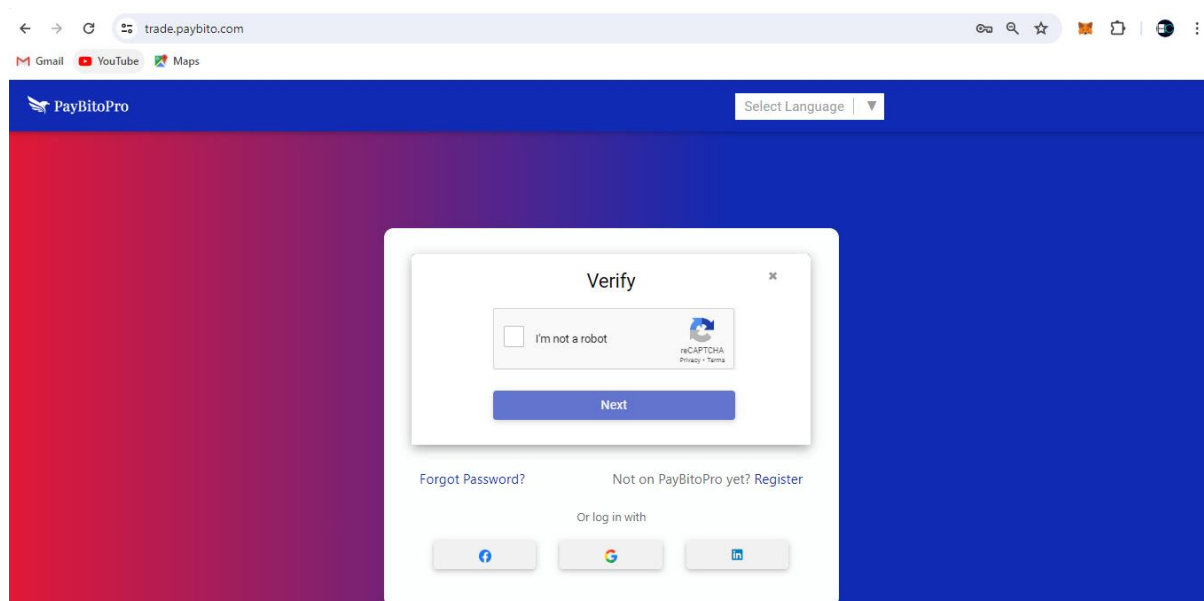 trade.paybito.com
Gmail YouTube Maps
PayBitoPro
Select Language ▼
Verify
I'm not a robot
reCAPTCHA
Privacy - Terms
Next
Forgot Password? Not on PayBitoPro yet? Register
Or log in with